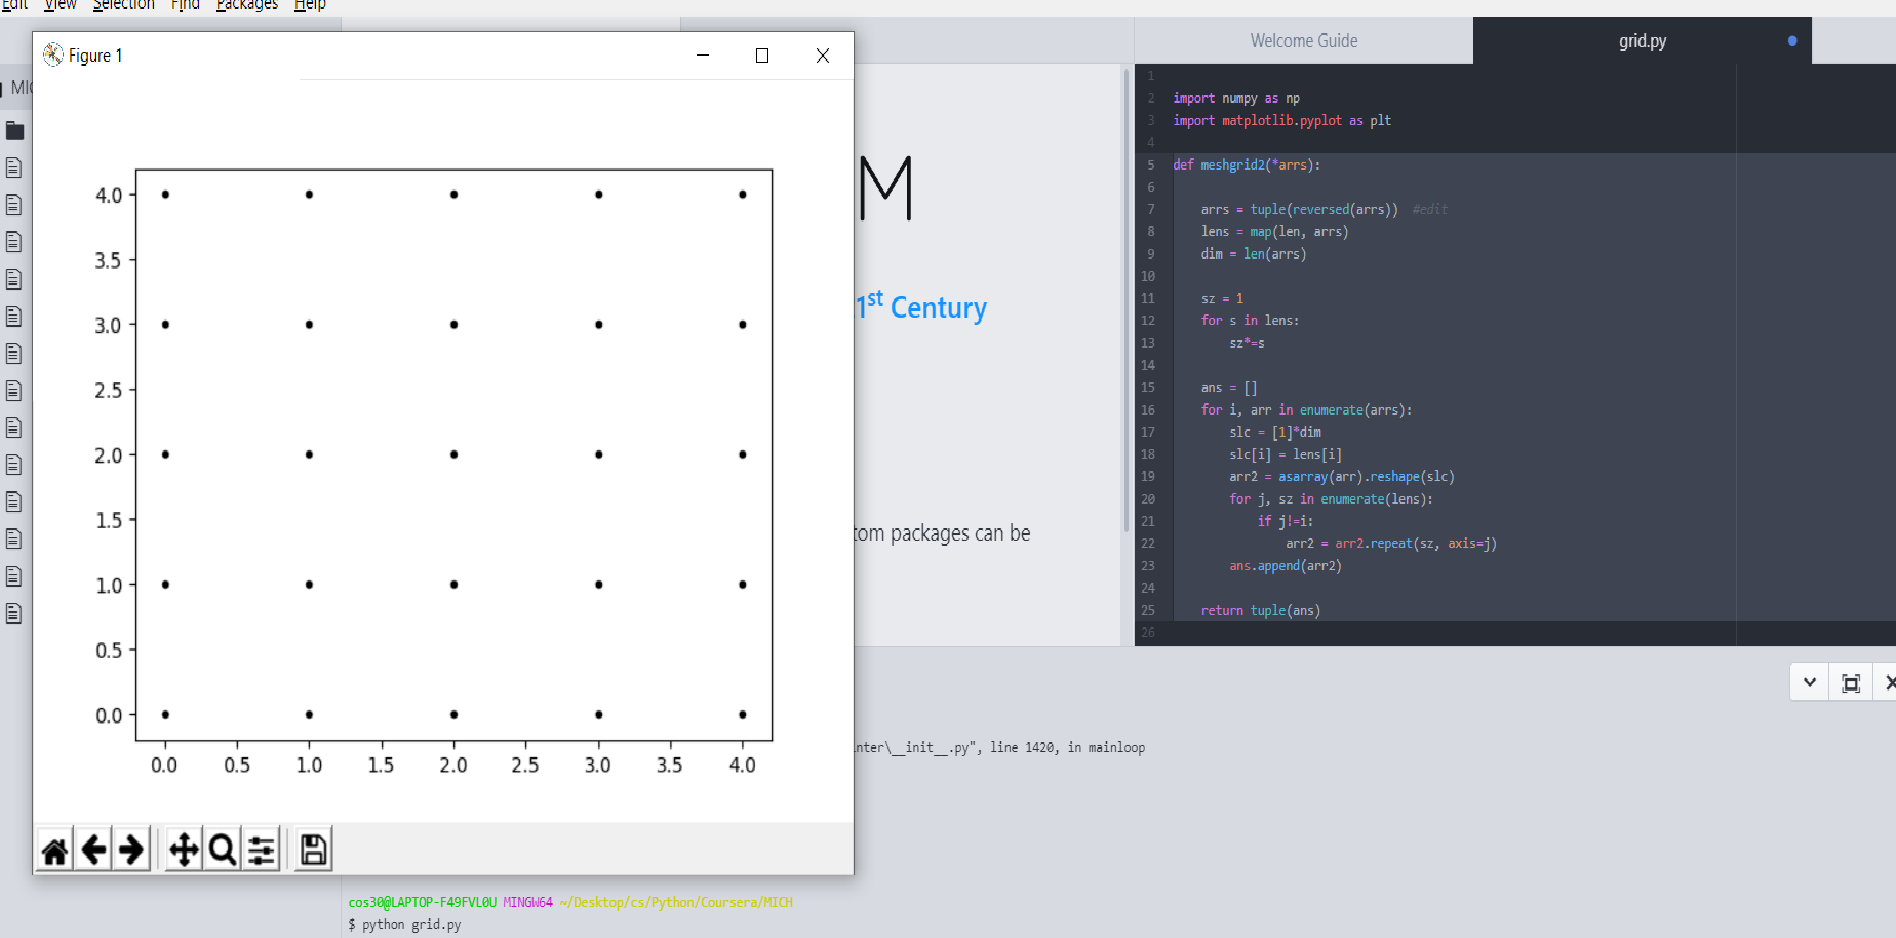 Edit View Selection Find Packages Help
Figure 1
4.0
3.5
3.0
2.5
2.0
1.5
1.0
0.5
0.0
0.0 0.5 1.0 1.5 2.0 2.5 3.0 3.5 4.0
M
1st Century
tom packages can be
Welcome Guide
grid.py
1
2 import numpy as np
3 import matplotlib.pyplot as plt
4
5 def meshgrid2(*arrs):
6
7 arrs = tuple(reversed(arrs)) #edit
8 lens = map(len, arrs)
9 dim = len(arrs)
10
11 sz = 1
12 for s in lens:
13 sz*=s
14
15 ans = []
16 for i, arr in enumerate(arrs):
17 slc = [1]*dim
18 slc[i] = lens[i]
19 arr2 = asarray(arr).reshape(slc)
20 for j, sz in enumerate(lens):
21 if j!=i:
22 arr2 = arr2.repeat(sz, axis=j)
23 ans.append(arr2)
24
25 return tuple(ans)
26
nter\__init__.py", line 1420, in mainloop
cos30@LAPTOP-F49FVL0U MINGW64 ~/Desktop/cs/Python/Coursera/MICH
$ python grid.py